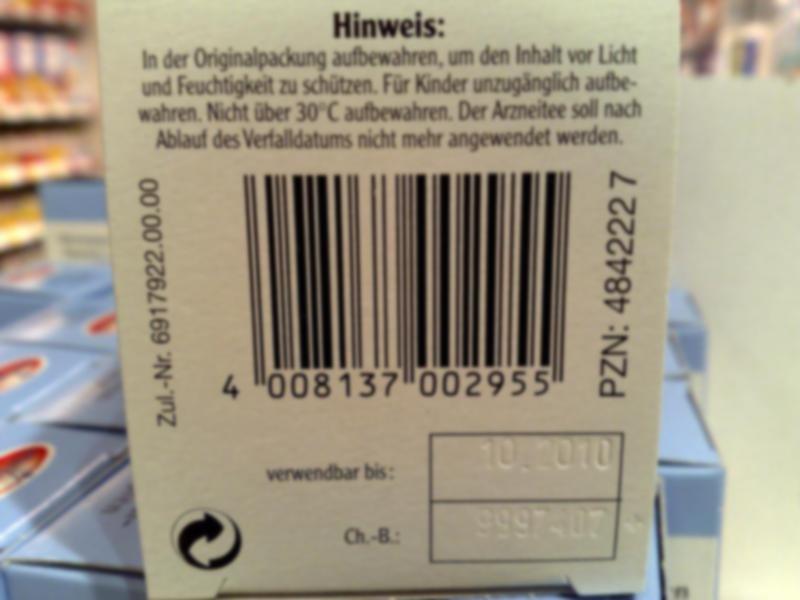 Hinweis:
In der Originalpackung aufbewahren, um den Inhalt vor Licht
und Feuchtigkeit zu schützen. Für Kinder unzugänglich aufbe-
wahren. Nicht über 30°C aufbewahren. Der Arzneitee soll nach
Ablauf des Verfalldatums nicht mehr angewendet werden.
Zul.-Nr. 6917922.00.00
4 008137 002955
PZN: 484222 7
verwendbar bis: 10.2010
Ch.-B.: